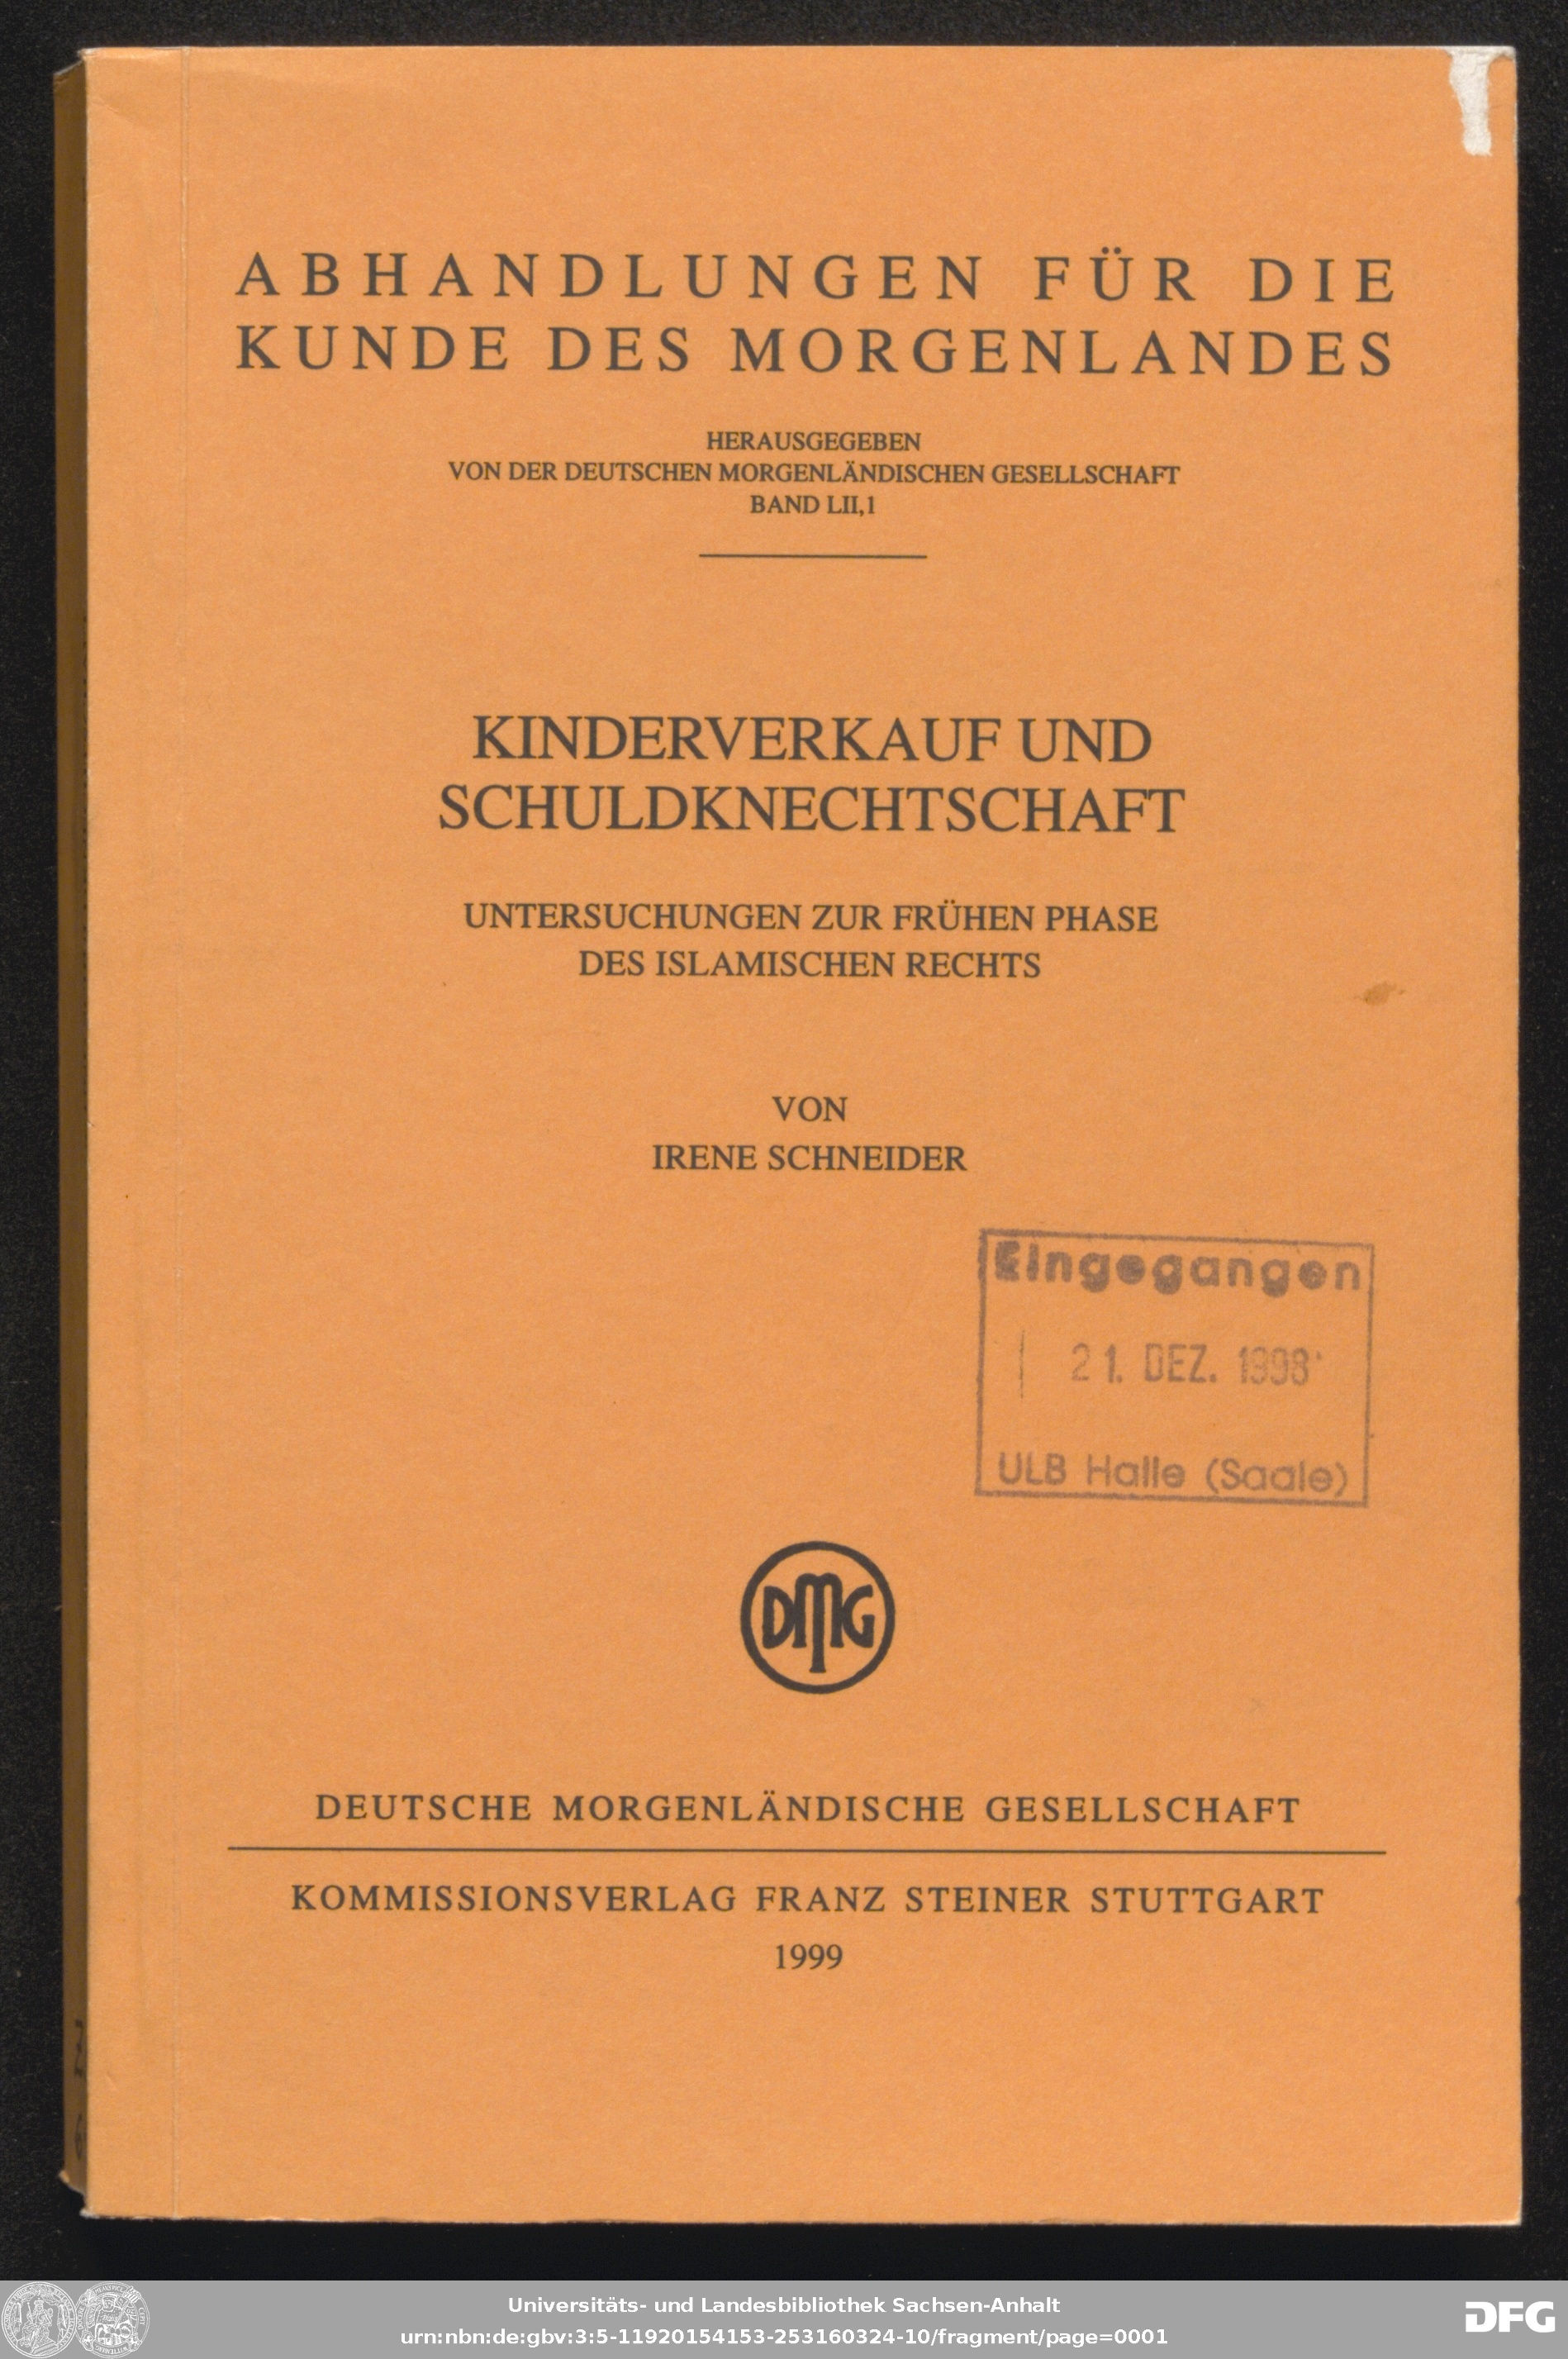 ABHANDLUNGEN FÜR DIE
KUNDE DES MORGENLANDES
HERAUSGEGEBEN
VON DER DEUTSCHEN MORGENLÄNDISCHEN GESELLSCHAFT
BAND LII,1
KINDERVERKAUF UND
SCHULDKNECHTSCHAFT
UNTERSUCHUNGEN ZUR FRÜHEN PHASE
DES ISLAMISCHEN RECHTS
VON
IRENE SCHNEIDER
Eingegangen
21. DEZ. 1998
ULB Halle (Saale)
DMG
DEUTSCHE MORGENLÄNDISCHE GESELLSCHAFT
KOMMISSIONSVERLAG FRANZ STEINER STUTTGART
1999
Universitäts- und Landesbibliothek Sachsen-Anhalt
urn:nbn:de:gbv:3:5-11920154153-253160324-10/fragment/page=0001
DFG